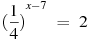 (1/4)^{x-7} = 2